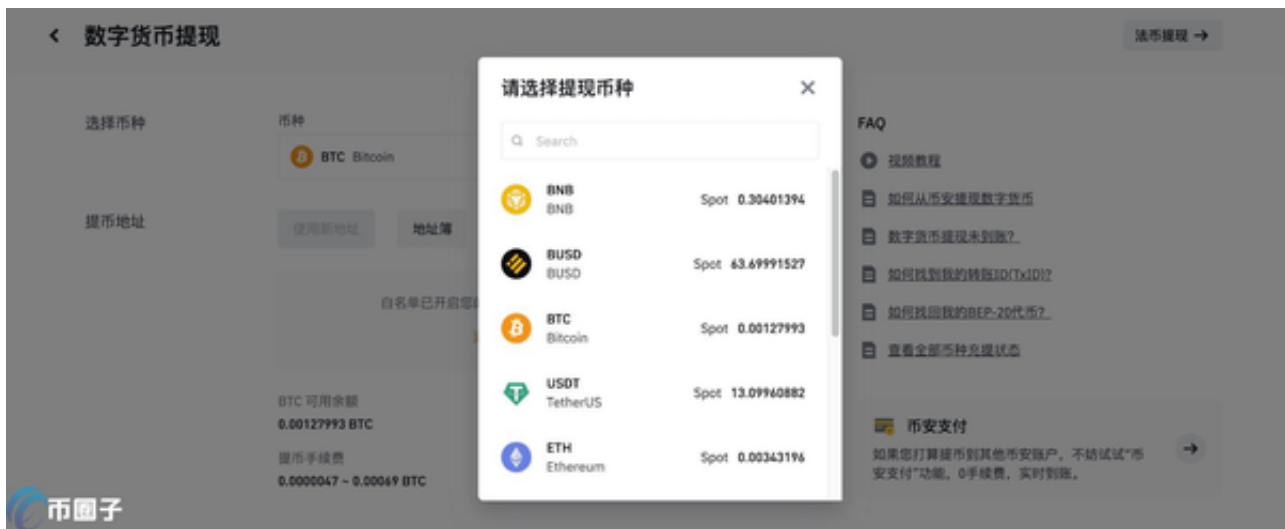 数字货币提现
法币提现 →
选择币种
币种
BTC Bitcoin
提币地址
使用新地址
地址簿
白名单已开启您
BTC 可用余额
0.00127993 BTC
提币手续费
0.0000047 ~ 0.00069 BTC
请选择提现币种
Search
BNB
BNB
Spot 0.30401394
BUSD
BUSD
Spot 63.69991527
BTC
Bitcoin
Spot 0.00127993
USDT
TetherUS
Spot 13.09960882
ETH
Ethereum
Spot 0.00343196
FAQ
视频教程
如何从币安提现数字货币
数字货币提现未到账?
如何找到我的转账ID(TxID)?
如何找回我的BEP-20代币?
查看全部币种充提状态
币安支付
如果您打算提币到其他币安账户，不妨试试“币
安支付”功能，0手续费，实时到账。
币圈子